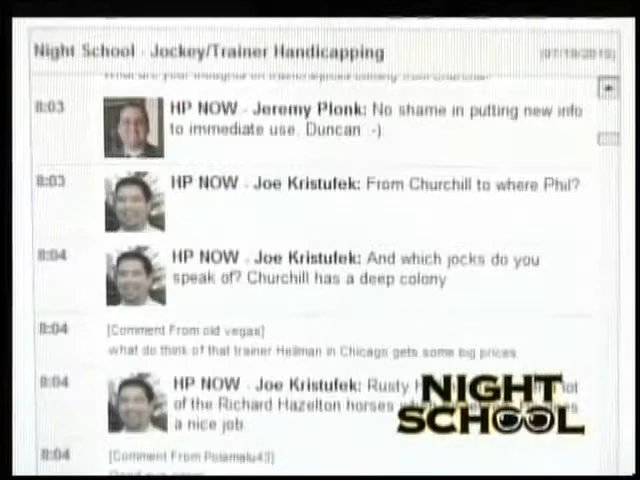 Night School - Jockey/Trainer Handicapping (07/19/2010)
8:03 HP NOW - Jeremy Plonk: No shame in putting new info
to immediate use, Duncan :-)
8:03 HP NOW - Joe Kristufek: From Churchill to where Phil?
8:04 HP NOW - Joe Kristufek: And which jocks do you
speak of? Churchill has a deep colony
8:04 [Comment From old vegas]
what do think of that trainer Hellman in Chicago gets some big prices
8:04 HP NOW - Joe Kristufek: Rusty lot
of the Richard Hazelton horses
a nice job
8:04 [Comment From Polamalu43]
NIGHT
SCHOOL